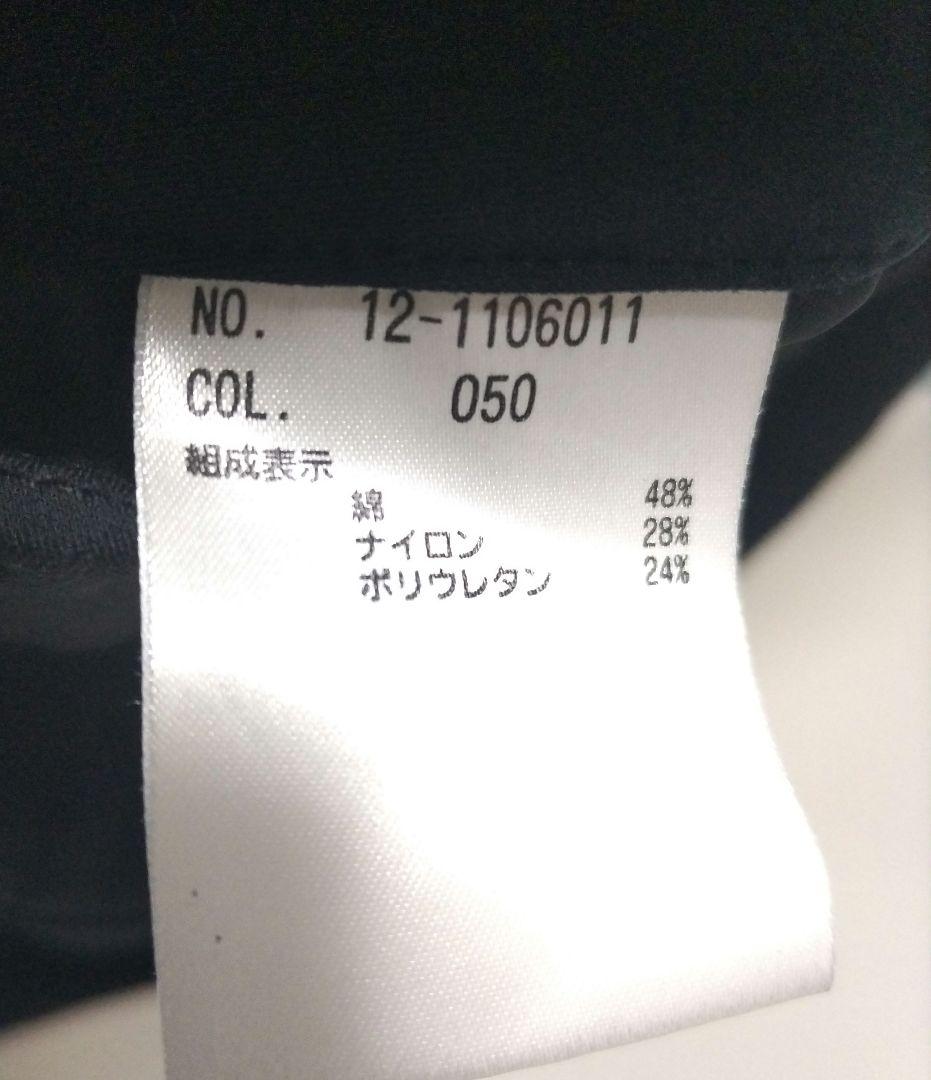 NO. 12-1106011
COL. 050
組成表示
綿 48%
ナイロン 28%
ポリウレタン 24%